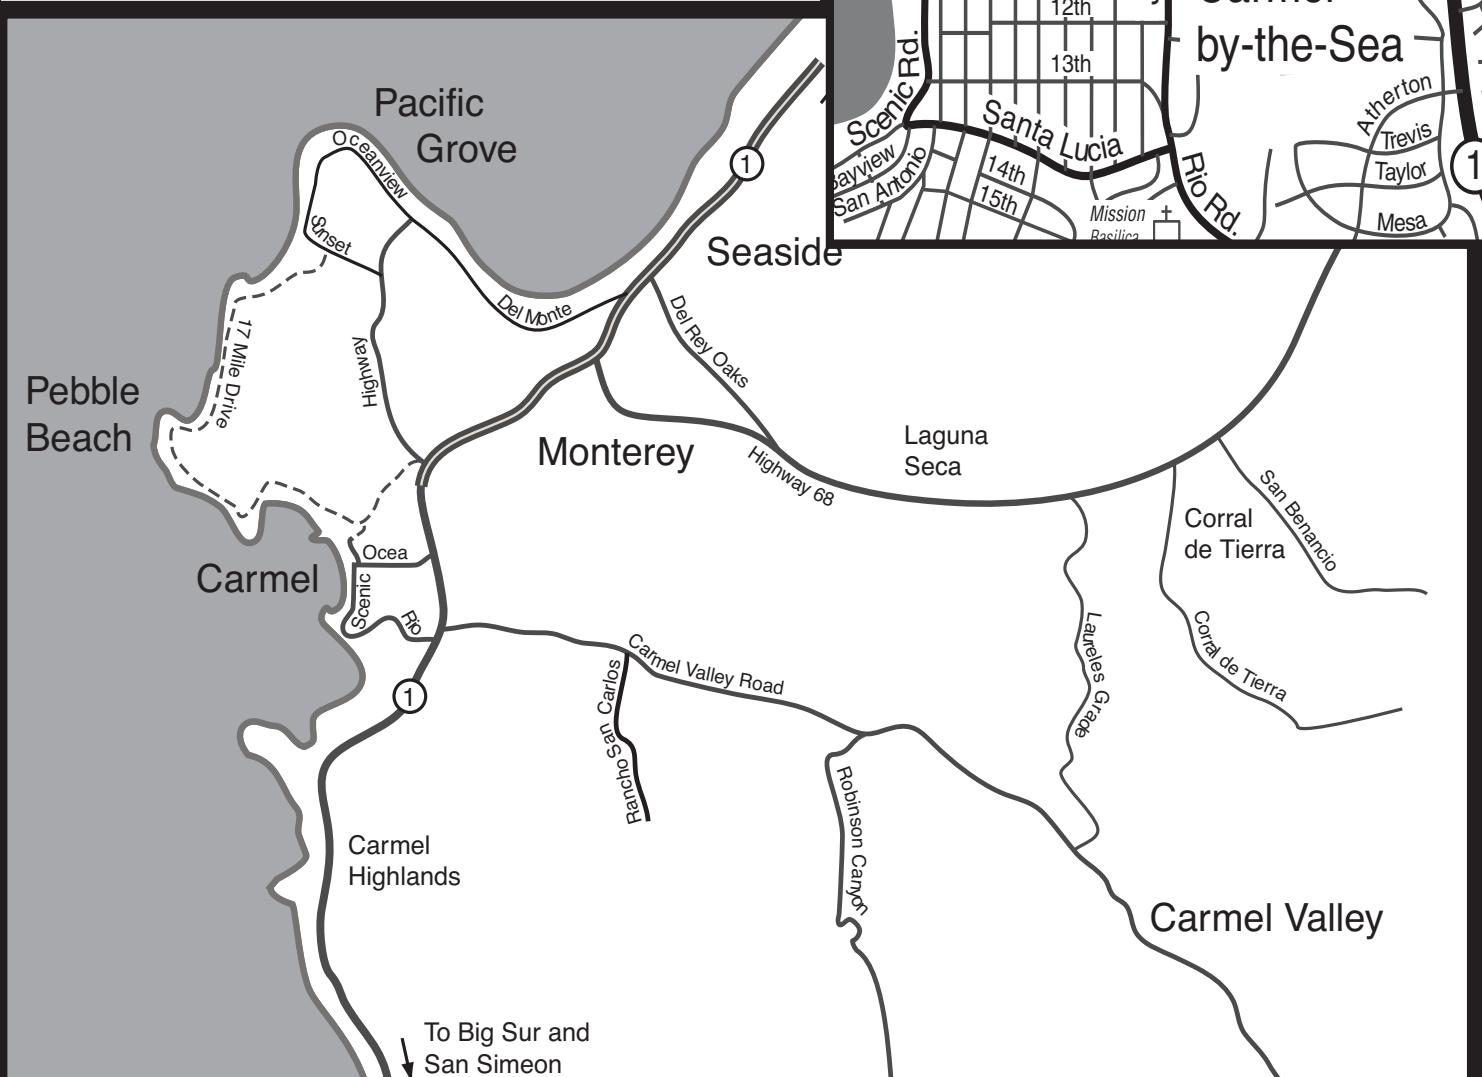 12th
by-the-Sea
13th
Scenic Rd.
Santa Lucia
Atherton
Trevis
Taylor
Mesa
San Antonio
14th
15th
Mission
Basilica
Rio Rd.
1
Pacific
Grove
Oceanview
Sunset
1
Seaside
Del Monte
Del Rey Oaks
17 Mile Drive
Highway
Pebble
Beach
Monterey
Highway 68
Laguna
Seca
San Benancio
Corral
de Tierra
Ocea
Carmel
Scenic
Rio
Carmel Valley Road
Laureles Grade
Corral de Tierra
1
Rancho San Carlos
Robinson Canyon
Carmel
Highlands
Carmel Valley
To Big Sur and
San Simeon